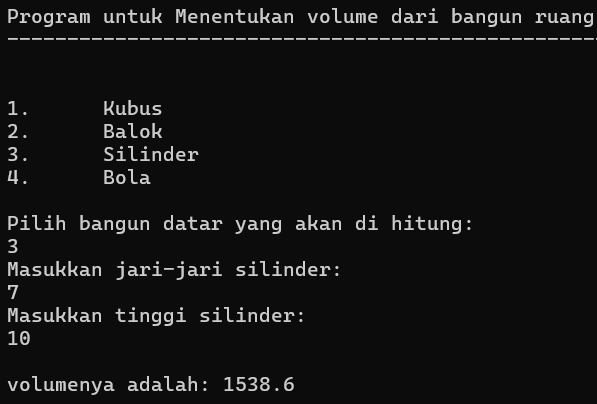 Program untuk Menentukan volume dari bangun ruang
--------------------------------------------------
1. Kubus
2. Balok
3. Silinder
4. Bola
Pilih bangun datar yang akan di hitung:
3
Masukkan jari-jari silinder:
7
Masukkan tinggi silinder:
10
volumenya adalah: 1538.6